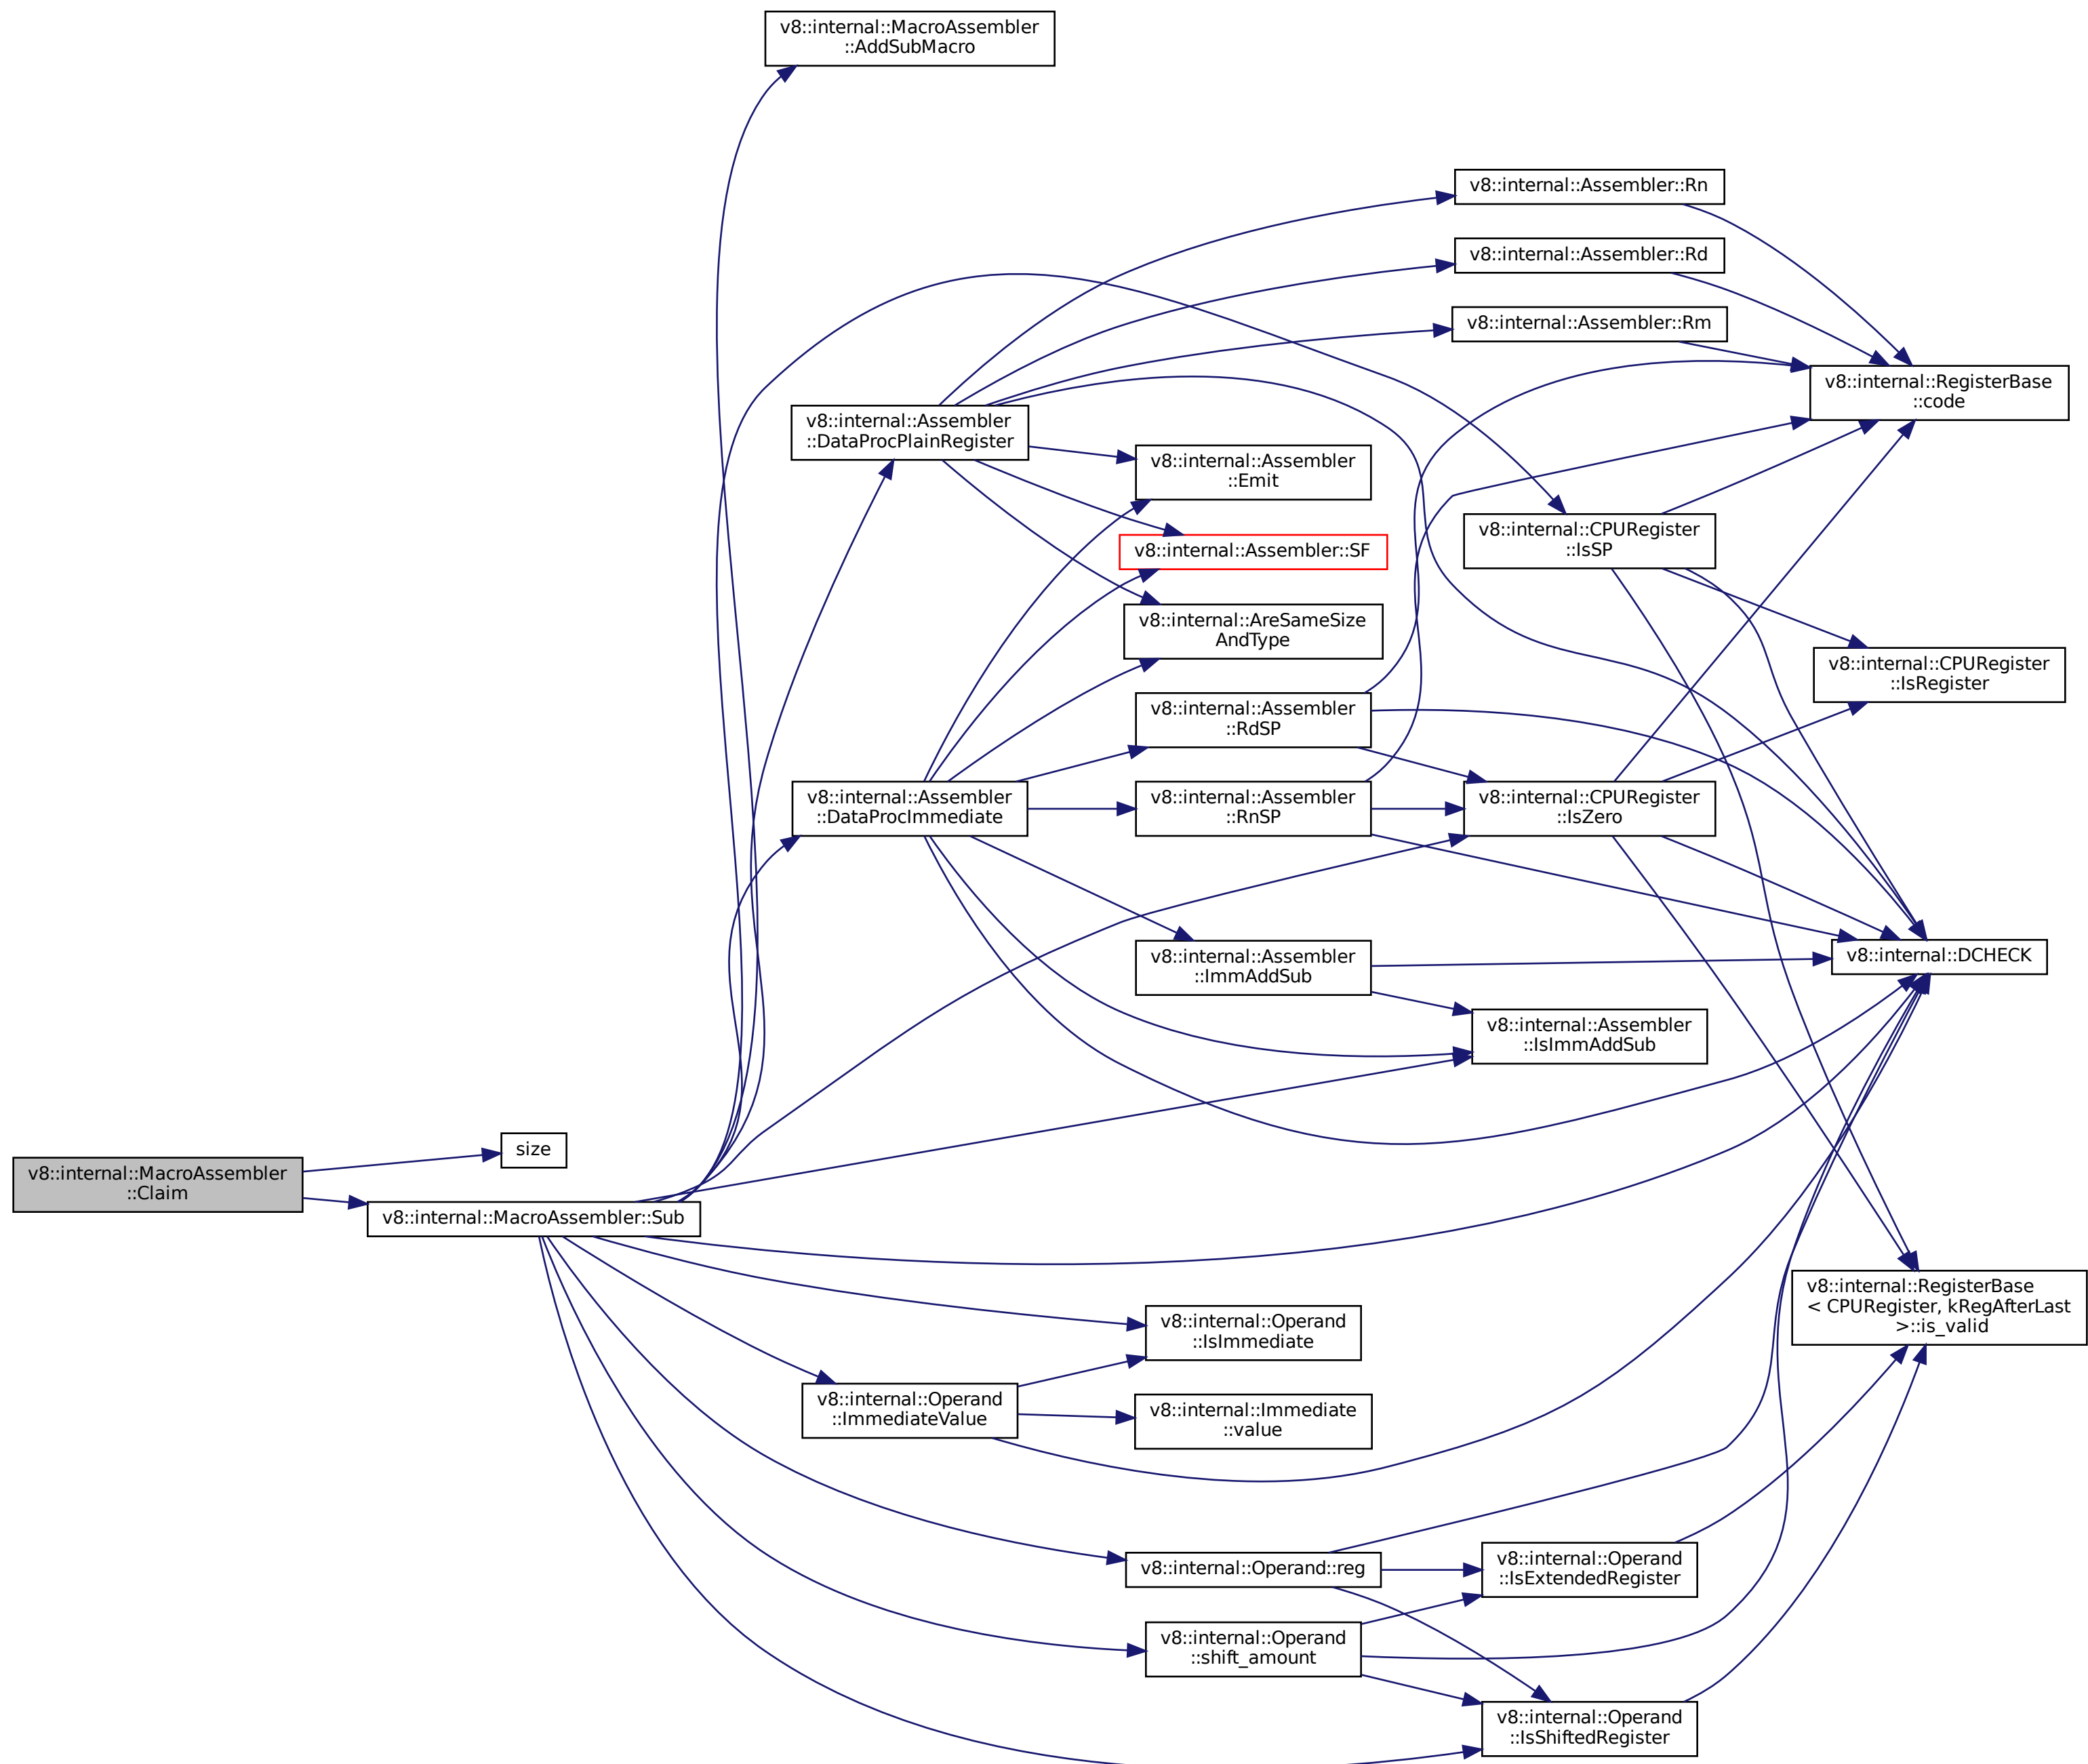 v8::internal::MacroAssembler
::AddSubMacro
v8::internal::Assembler::Rn
v8::internal::Assembler::Rd
v8::internal::Assembler::Rm
v8::internal::RegisterBase
::code
v8::internal::Assembler
::DataProcPlainRegister
v8::internal::Assembler
::Emit
v8::internal::CPURegister
::IsSP
v8::internal::Assembler::SF
v8::internal::AreSameSize
AndType
v8::internal::CPURegister
::IsRegister
v8::internal::Assembler
::RdSP
v8::internal::Assembler
::DataProcImmediate
v8::internal::Assembler
::RnSP
v8::internal::CPURegister
::IsZero
v8::internal::Assembler
::ImmAddSub
v8::internal::DCHECK
v8::internal::Assembler
::IsImmAddSub
size
v8::internal::MacroAssembler
::Claim
v8::internal::MacroAssembler::Sub
v8::internal::RegisterBase
< CPURegister, kRegAfterLast
>::is_valid
v8::internal::Operand
::IsImmediate
v8::internal::Operand
::ImmediateValue
v8::internal::Immediate
::value
v8::internal::Operand::reg
v8::internal::Operand
::IsExtendedRegister
v8::internal::Operand
::shift_amount
v8::internal::Operand
::IsShiftedRegister